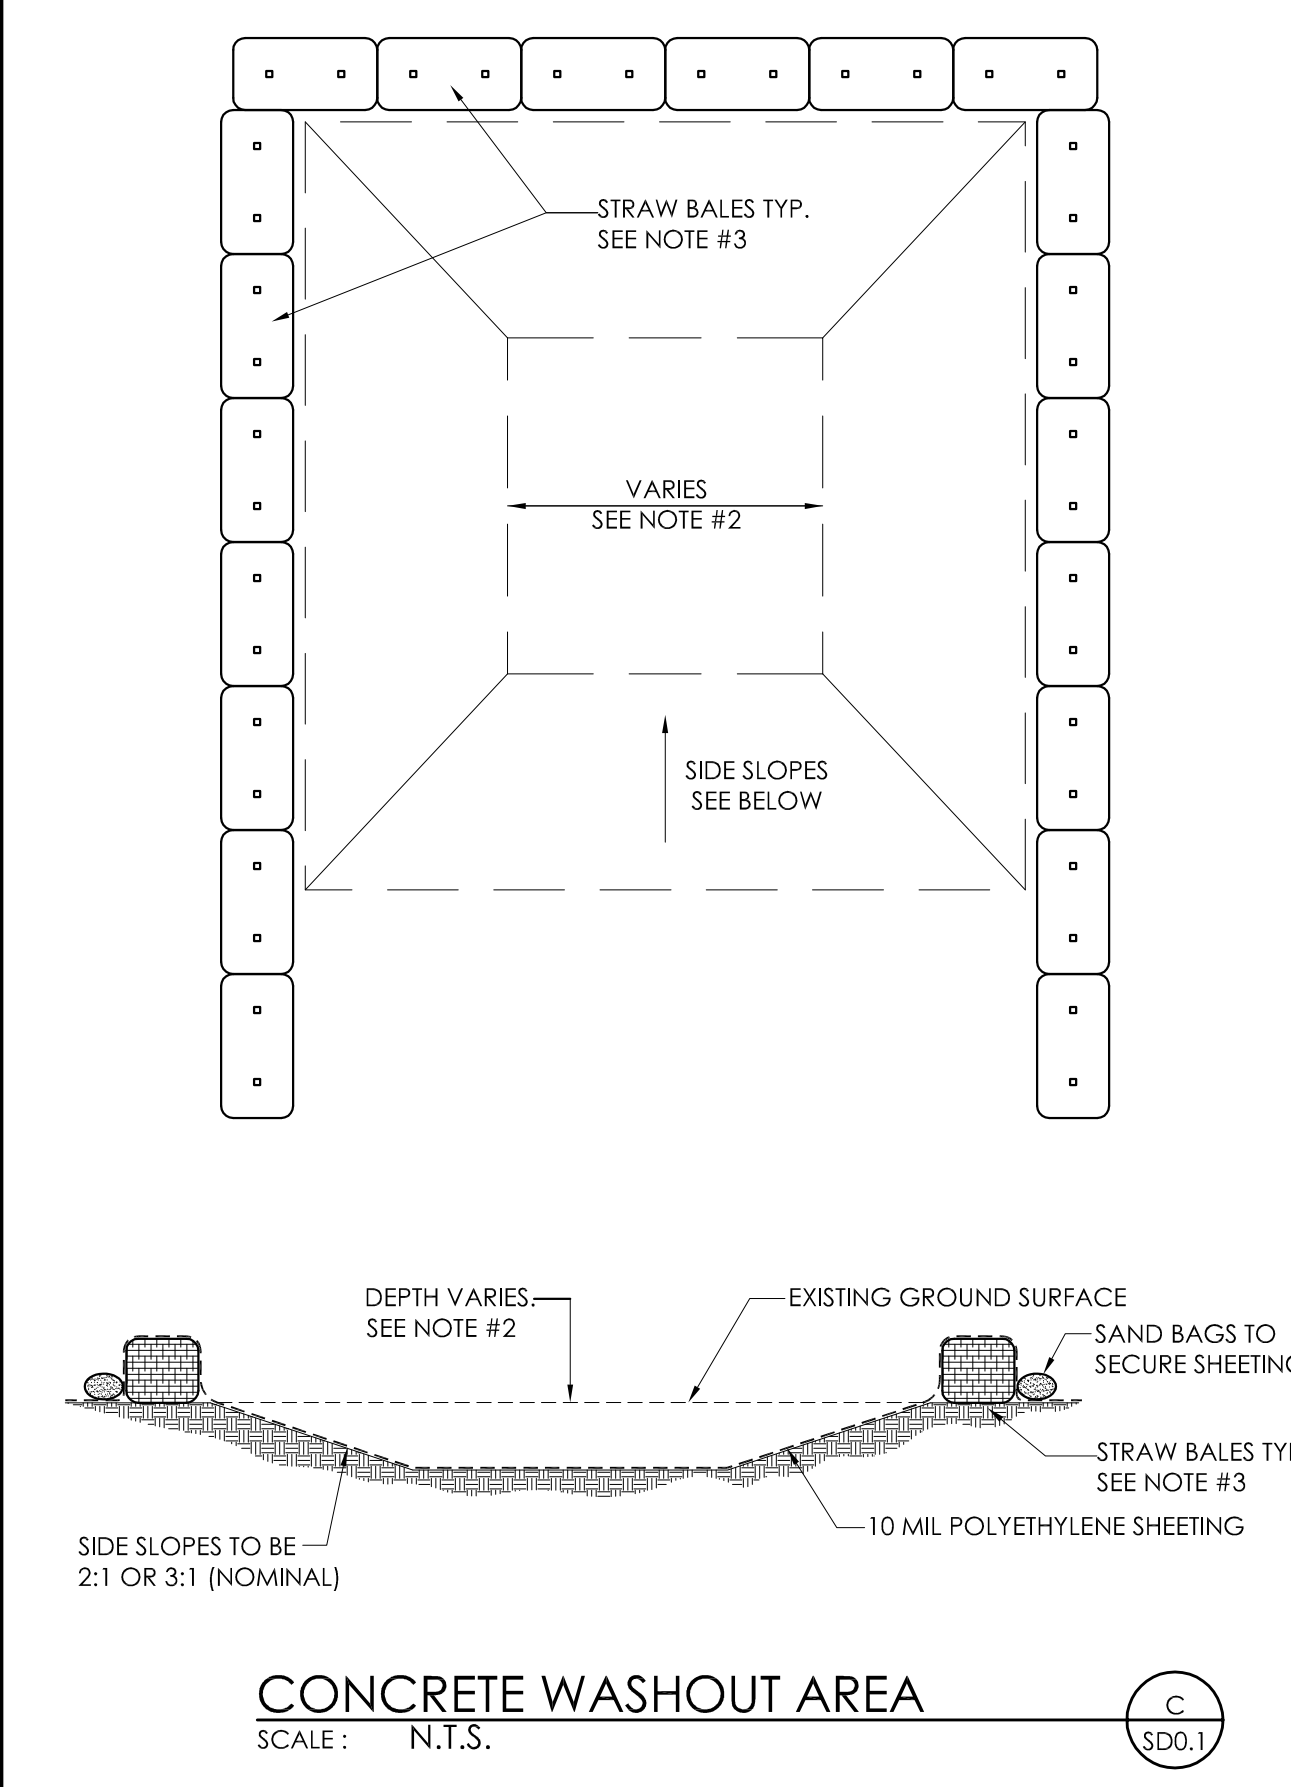 STRAW BALES TYP.
SEE NOTE #3
VARIES
SEE NOTE #2
SIDE SLOPES
SEE BELOW
DEPTH VARIES.
SEE NOTE #2
EXISTING GROUND SURFACE
SAND BAGS TO
SECURE SHEETING
STRAW BALES TY
SEE NOTE #3
10 MIL POLYETHYLENE SHEETING
SIDE SLOPES TO BE
2:1 OR 3:1 (NOMINAL)
CONCRETE WASHOUT AREA
SCALE : N.T.S.
C
SD0.1